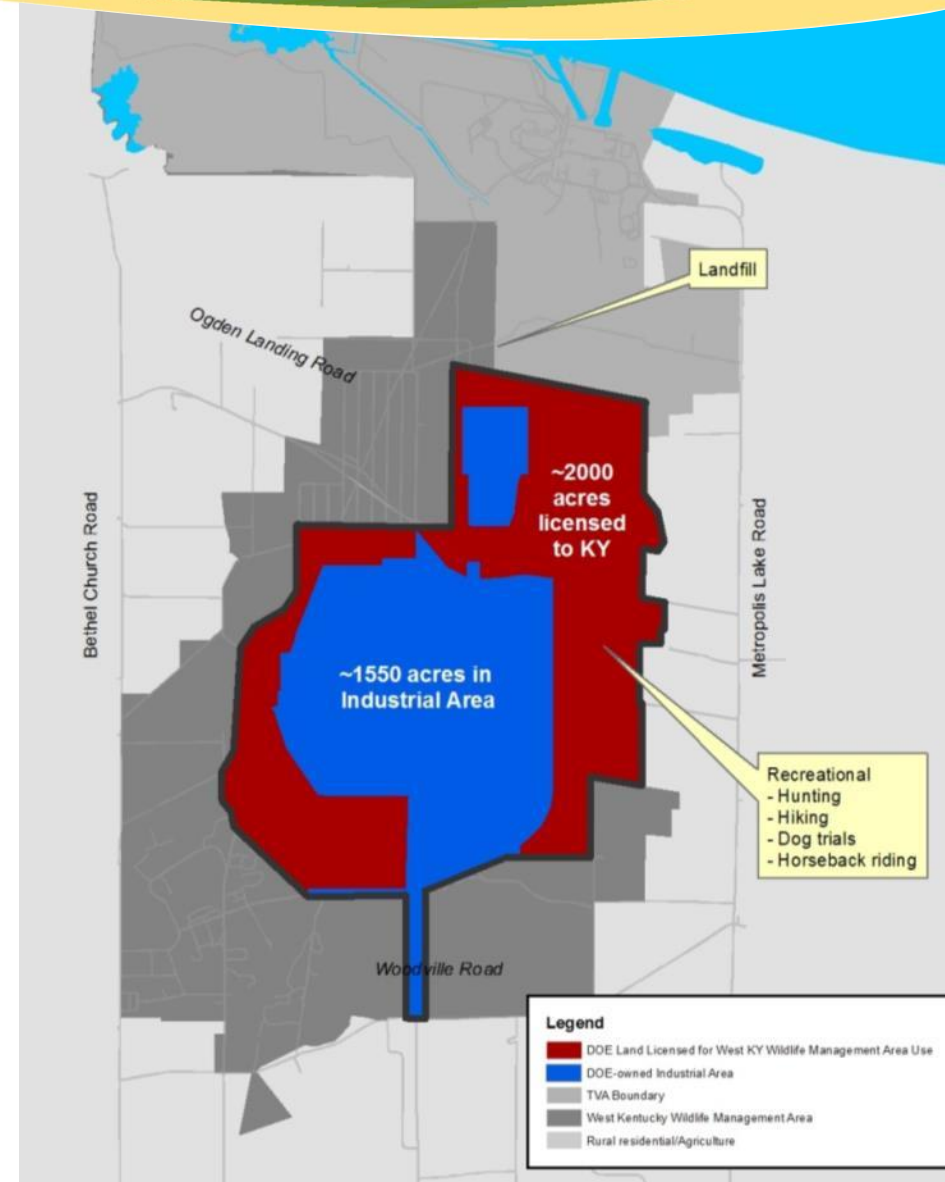 Landfill
Ogden Landing Road
~2000
acres
licensed
to KY
Bethel Church Road
Metropolis Lake Road
~1550 acres in
Industrial Area
Recreational
- Hunting
- Hiking
- Dog trials
- Horseback riding
Woodville Road
Legend
DOE Land Licensed for West KY Wildlife Management Area Use
DOE-owned Industrial Area
TVA Boundary
West Kentucky Wildlife Management Area
Rural residential/Agriculture